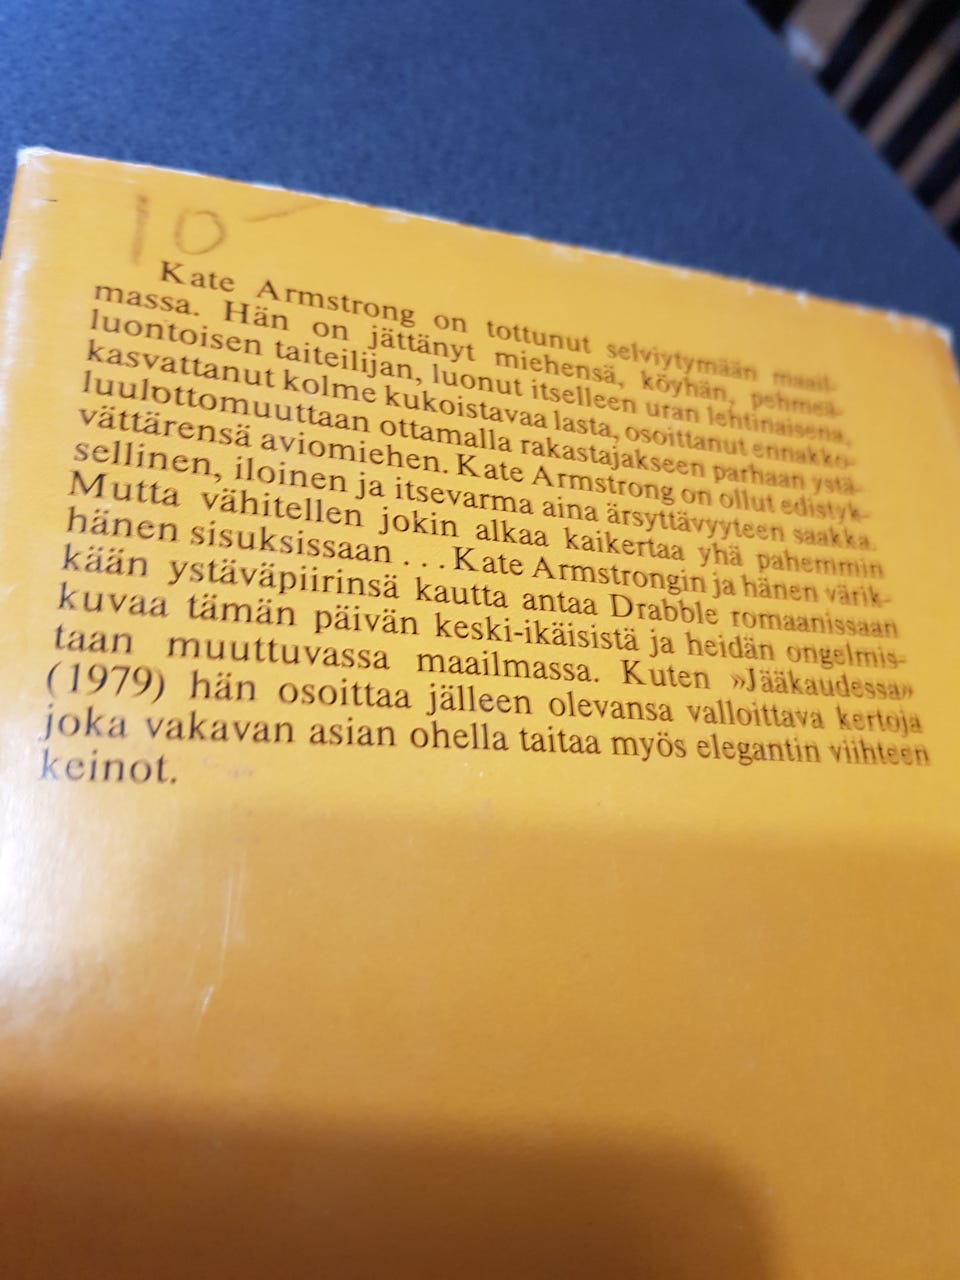 10 –
Kate Armstrong on tottunut selviytymään maail-
massa. Hän on jättänyt miehensä, köyhän, pehmeä-
luontoisen taiteilijan, luonut itselleen uran lehtinaisena,
kasvattanut kolme kukoistavaa lasta, osoittanut ennakko-
luulottomuuttaan ottamalla rakastajakseen parhaan ystä-
vättärensä aviomiehen. Kate Armstrong on ollut edistyk-
sellinen, iloinen ja itsevarma aina ärsyttävyyteen saakka.
Mutta vähitellen jokin alkaa kaikertaa yhä pahemmin
hänen sisuksissaan ... Kate Armstrongin ja hänen värik-
kään ystäväpiirinsä kautta antaa Drabble romaanissaan
kuvaa tämän päivän keski-ikäisistä ja heidän ongelmis-
taan muuttuvassa maailmassa. Kuten »Jääkaudessa»
(1979) hän osoittaa jälleen olevansa valloittava kertoja
joka vakavan asian ohella taitaa myös elegantin viihteen
keinot.